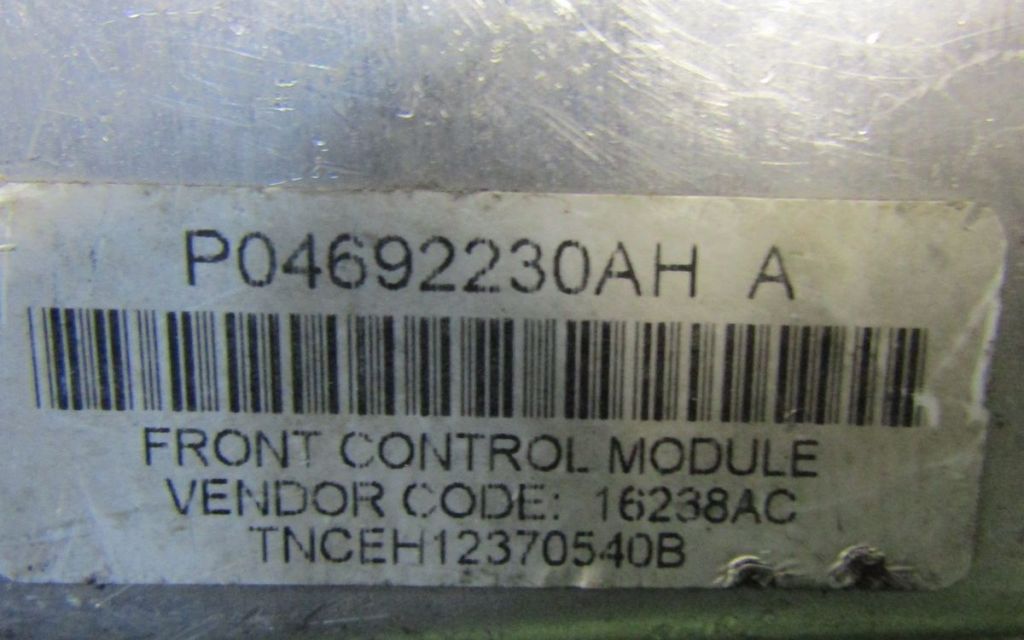 P04692230AH A
FRONT CONTROL MODULE
VENDOR CODE: 16238AC
TNCEH12370540B